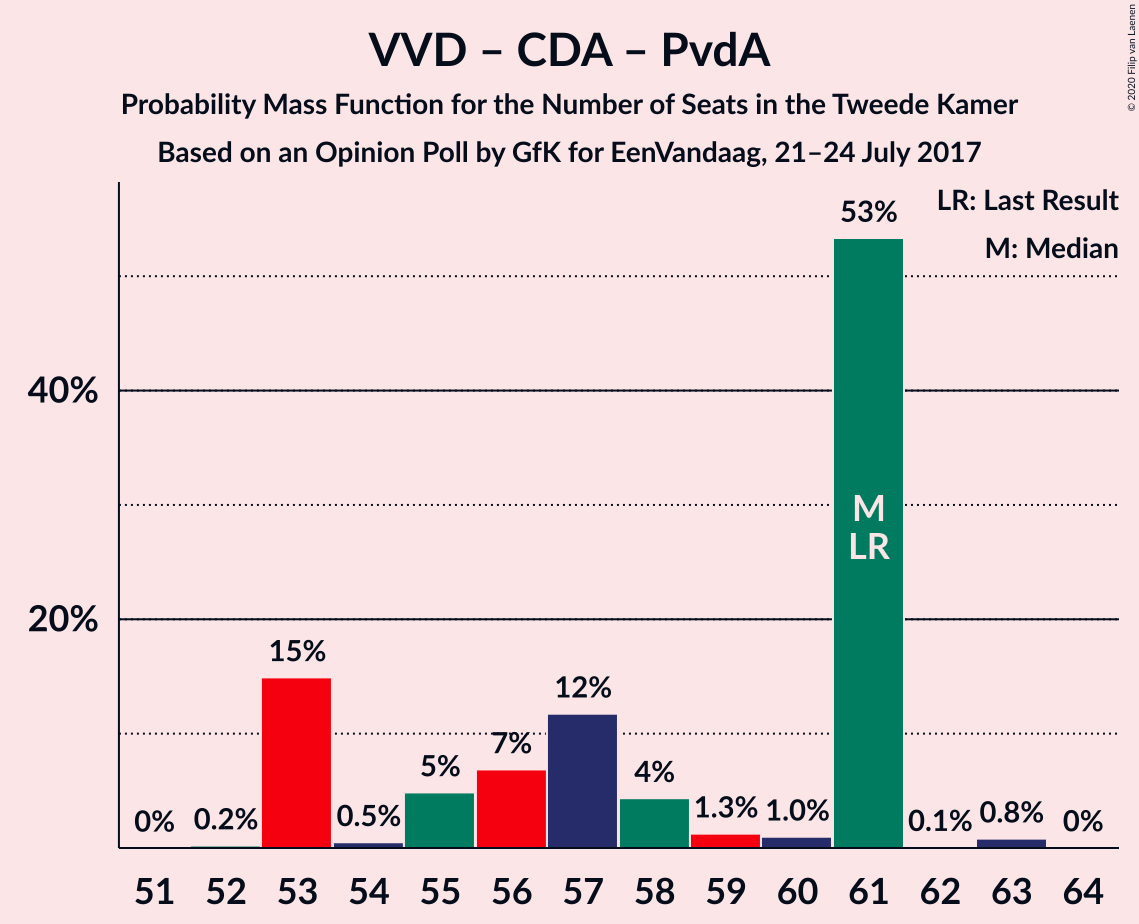 VVD – CDA – PvdA
Probability Mass Function for the Number of Seats in the Tweede Kamer
Based on an Opinion Poll by GfK for EenVandaag, 21–24 July 2017
© 2020 Filip van Laenen
LR: Last Result
M: Median
40%
20%
0% 0.2% 15% 0.5% 5% 7% 12% 4% 1.3% 1.0% 53% 0.1% 0.8% 0%
M
LR
51 52 53 54 55 56 57 58 59 60 61 62 63 64